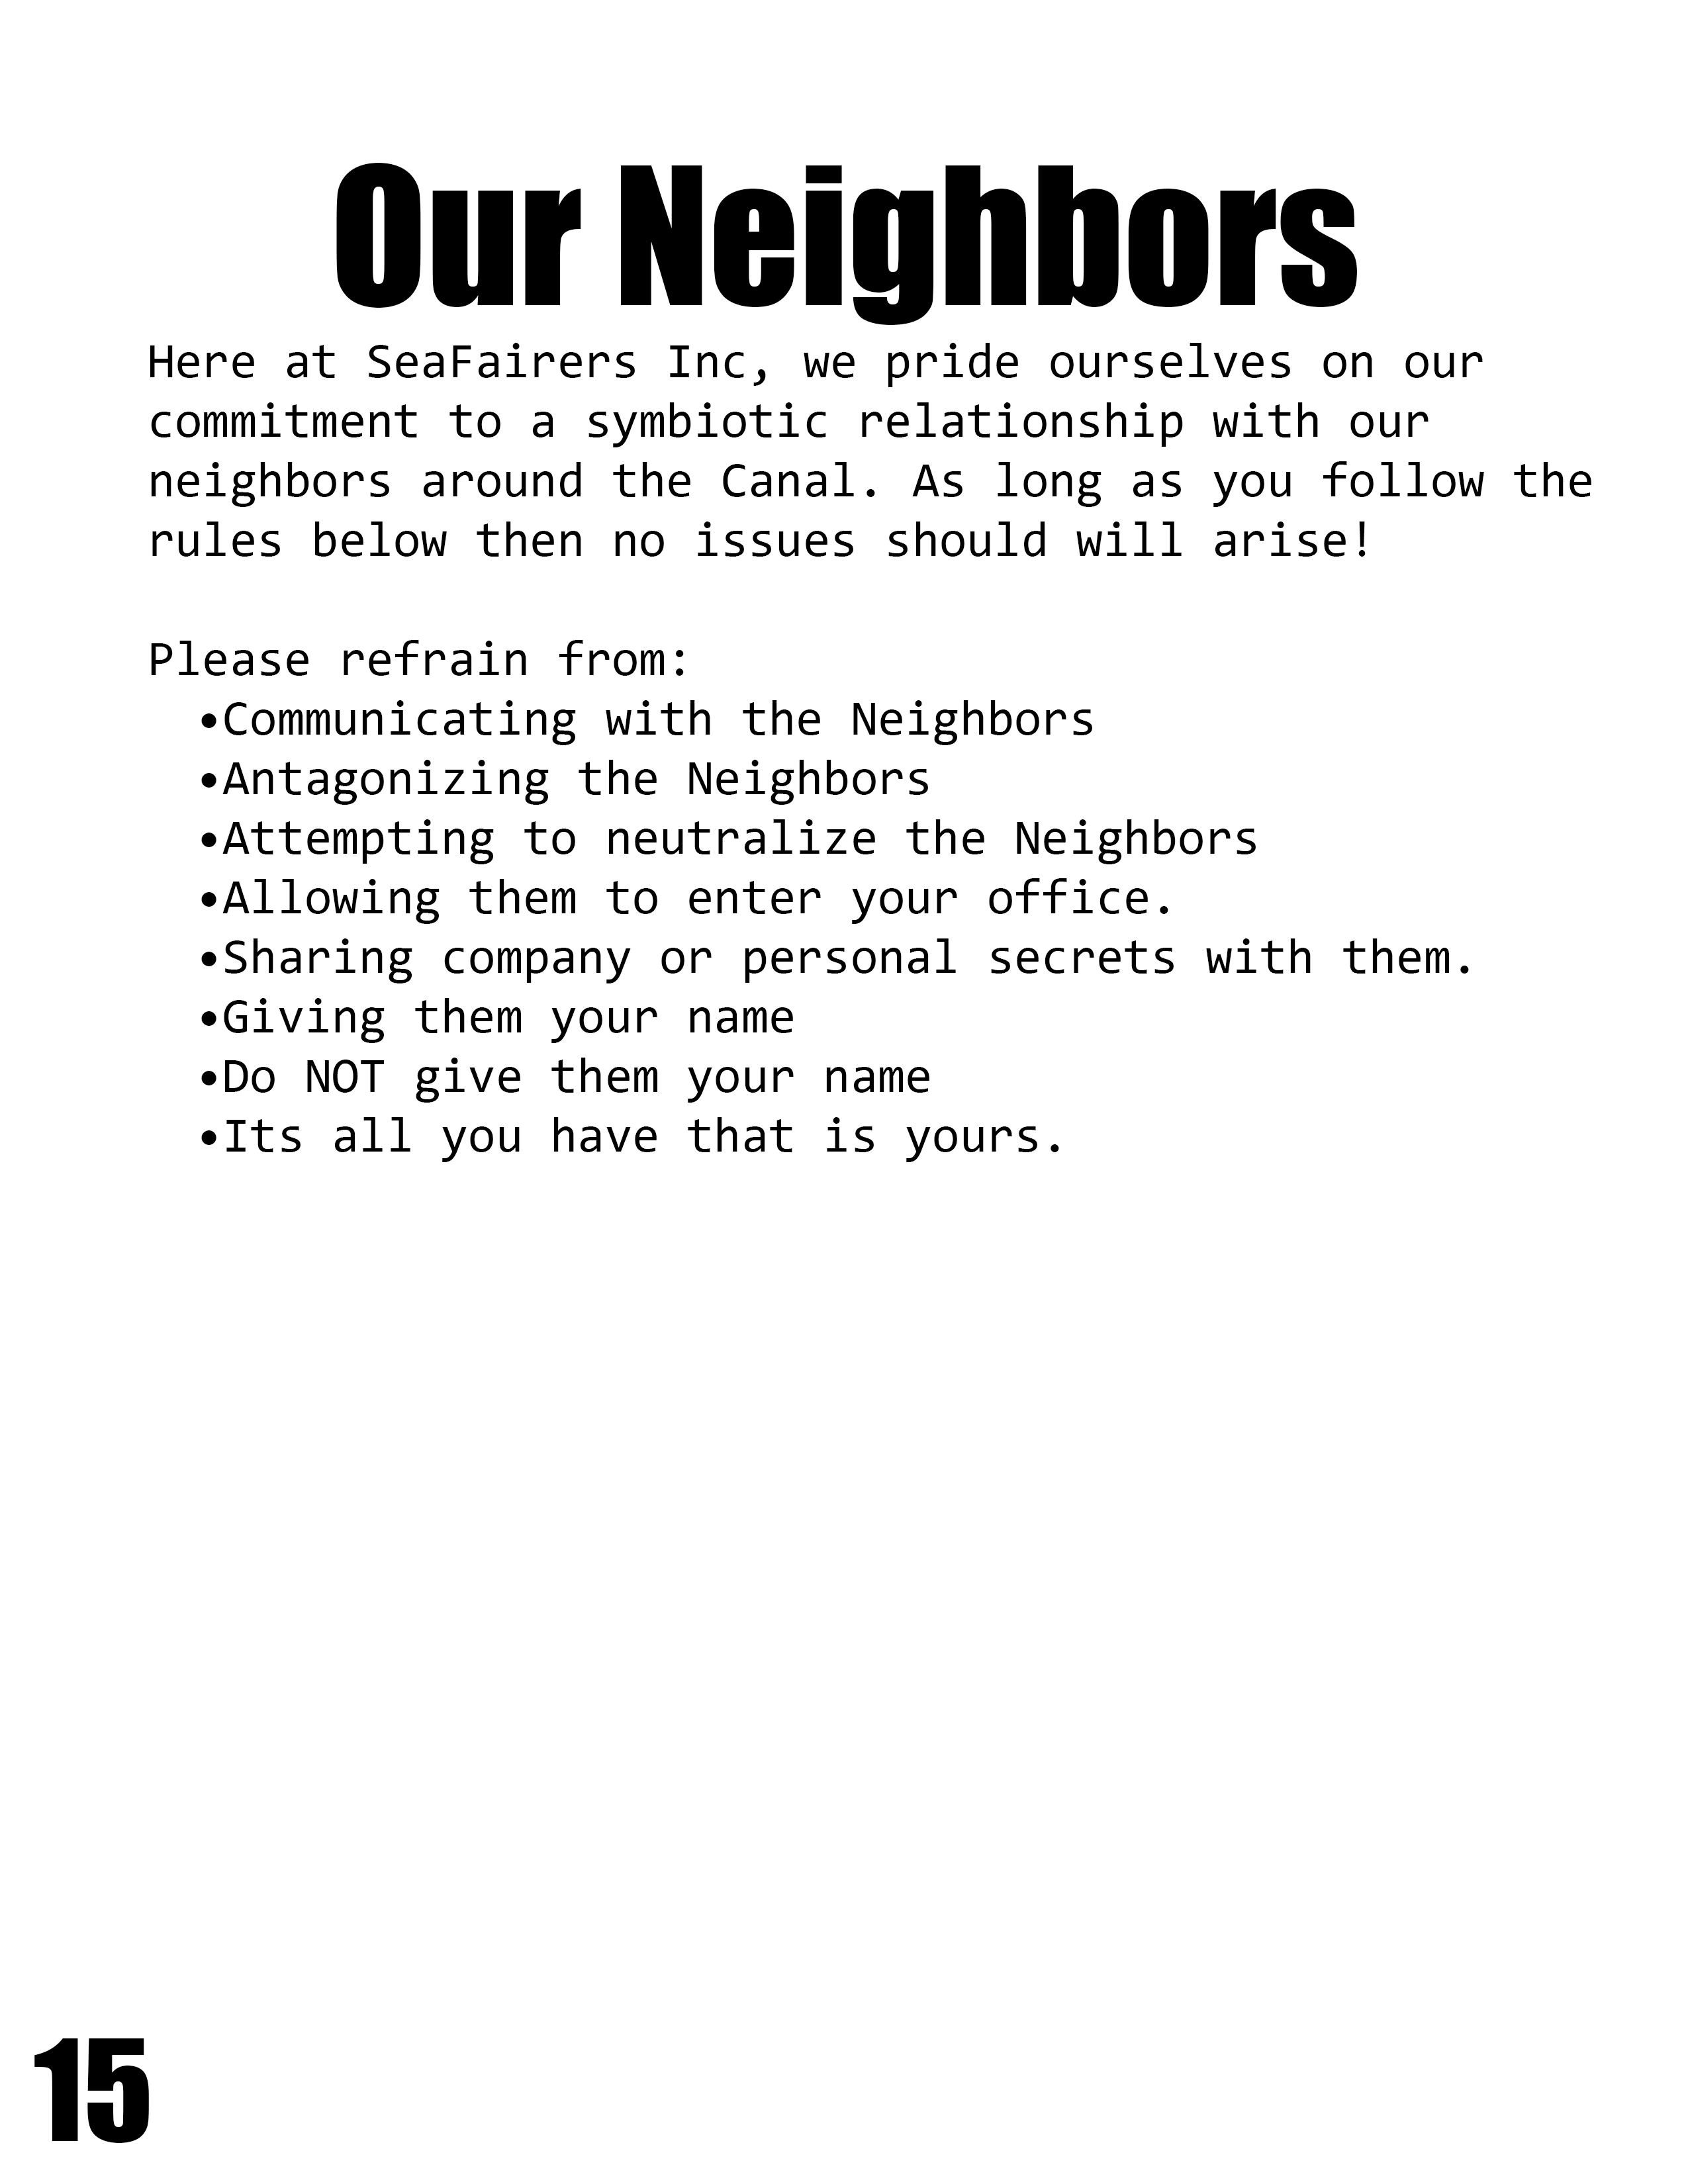 Our Neighbors
Here at SeaFairers Inc, we pride ourselves on our
commitment to a symbiotic relationship with our
neighbors around the Canal. As long as you follow the
rules below then no issues should will arise!
Please refrain from:
•Communicating with the Neighbors
•Antagonizing the Neighbors
•Attempting to neutralize the Neighbors
•Allowing them to enter your office.
•Sharing company or personal secrets with them.
•Giving them your name
•Do NOT give them your name
•Its all you have that is yours.
15